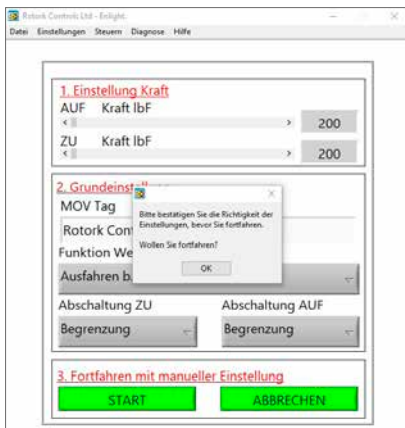 Rotork Controls Ltd - Enlight
Datei Einstellungen Steuern Diagnose Hilfe
1. Einstellung Kraft
AUF Kraft lbF
200
ZU Kraft lbF
200
2. Grundeinst
MOV Tag
Rotork Con
Funktion We
Ausfahren b
Bitte bestätigen Sie die Richtigkeit der
Einstellungen, bevor Sie fortfahren.
Wollen Sie fortfahren?
OK
Abschaltung ZU Abschaltung AUF
Begrenzung Begrenzung
3. Fortfahren mit manueller Einstellung
START ABBRECHEN